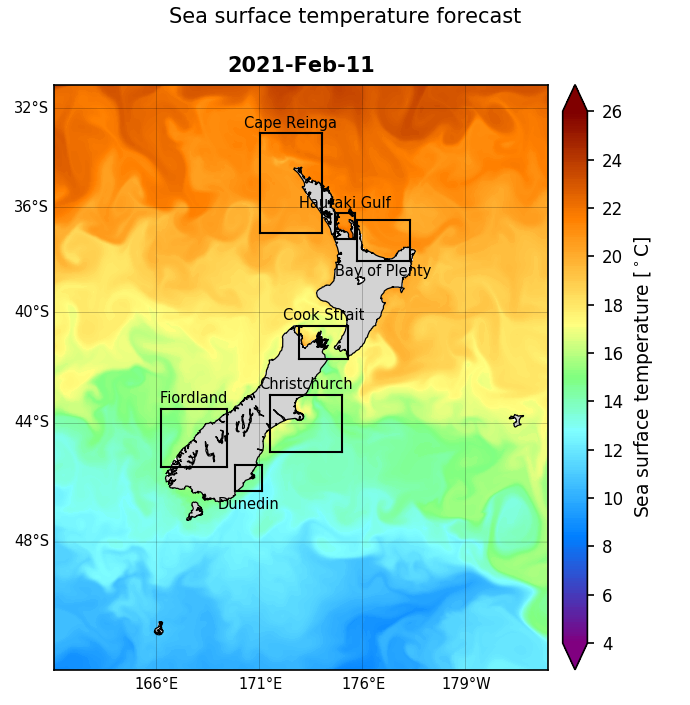 Sea surface temperature forecast
2021-Feb-11
32°S
36°S
40°S
44°S
48°S
Cape Reinga
Hauraki Gulf
Bay of Plenty
Cook Strait
Christchurch
Fiordland
Dunedin
166°E
171°E
176°E
179°W
26
24
22
20
18
16
14
12
10
8
6
4
Sea surface temperature [°C]